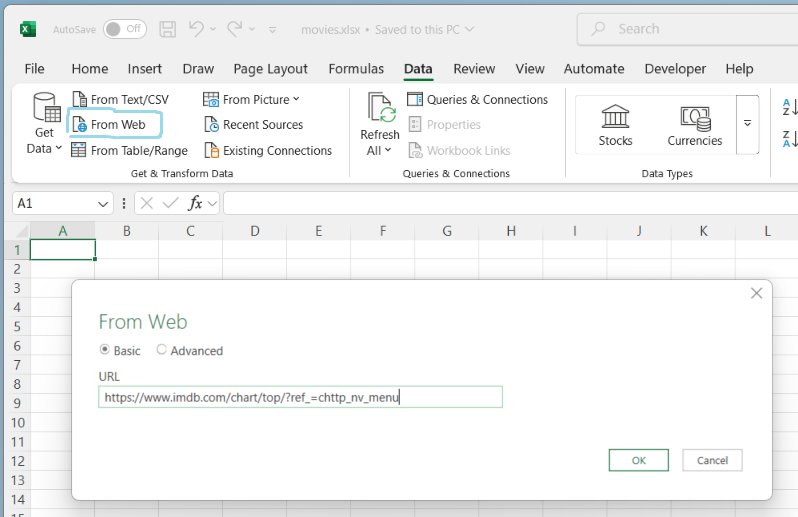 AutoSave Off movies.xlsx • Saved to this PC Search
File Home Insert Draw Page Layout Formulas Data Review View Automate Developer Help
Get Data
From Text/CSV
From Web
From Table/Range
From Picture
Recent Sources
Existing Connections
Get & Transform Data
Refresh All
Queries & Connections
Properties
Workbook Links
Queries & Connections
Stocks
Currencies
Data Types
A Z
Z A
A1 fx
A B C D E F G H I J K L
1
2
3
4
5
6
7
8
9
10
11
12
13
14
15
From Web
Basic Advanced
URL
https://www.imdb.com/chart/top/?ref_=chttp_nv_menu
OK Cancel